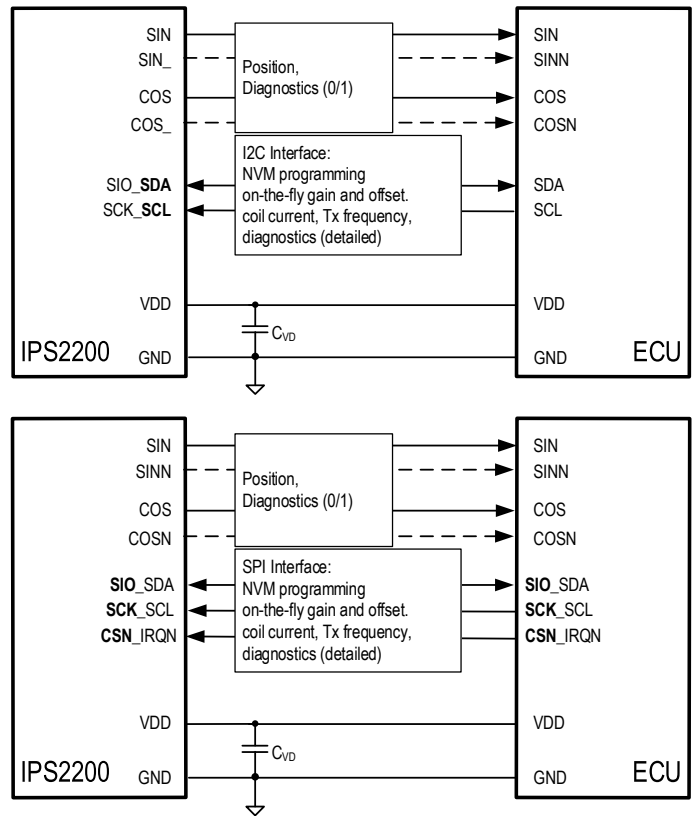 SIN
SIN_
COS
COS_
Position,
Diagnostics (0/1)
SIN
SINN
COS
COSN
SIO_SDA
SCK_SCL
I2C Interface:
NVM programming
on-the-fly gain and offset.
coil current, Tx frequency,
diagnostics (detailed)
SDA
SCL
VDD
CVD
VDD
IPS2200
GND
GND
ECU
SIN
SINN
COS
COSN
Position,
Diagnostics (0/1)
SIN
SINN
COS
COSN
SIO_SDA
SCK_SCL
CSN_IRQN
SPI Interface:
NVM programming
on-the-fly gain and offset.
coil current, Tx frequency,
diagnostics (detailed)
SIO_SDA
SCK_SCL
CSN_IRQN
VDD
CVD
VDD
IPS2200
GND
GND
ECU